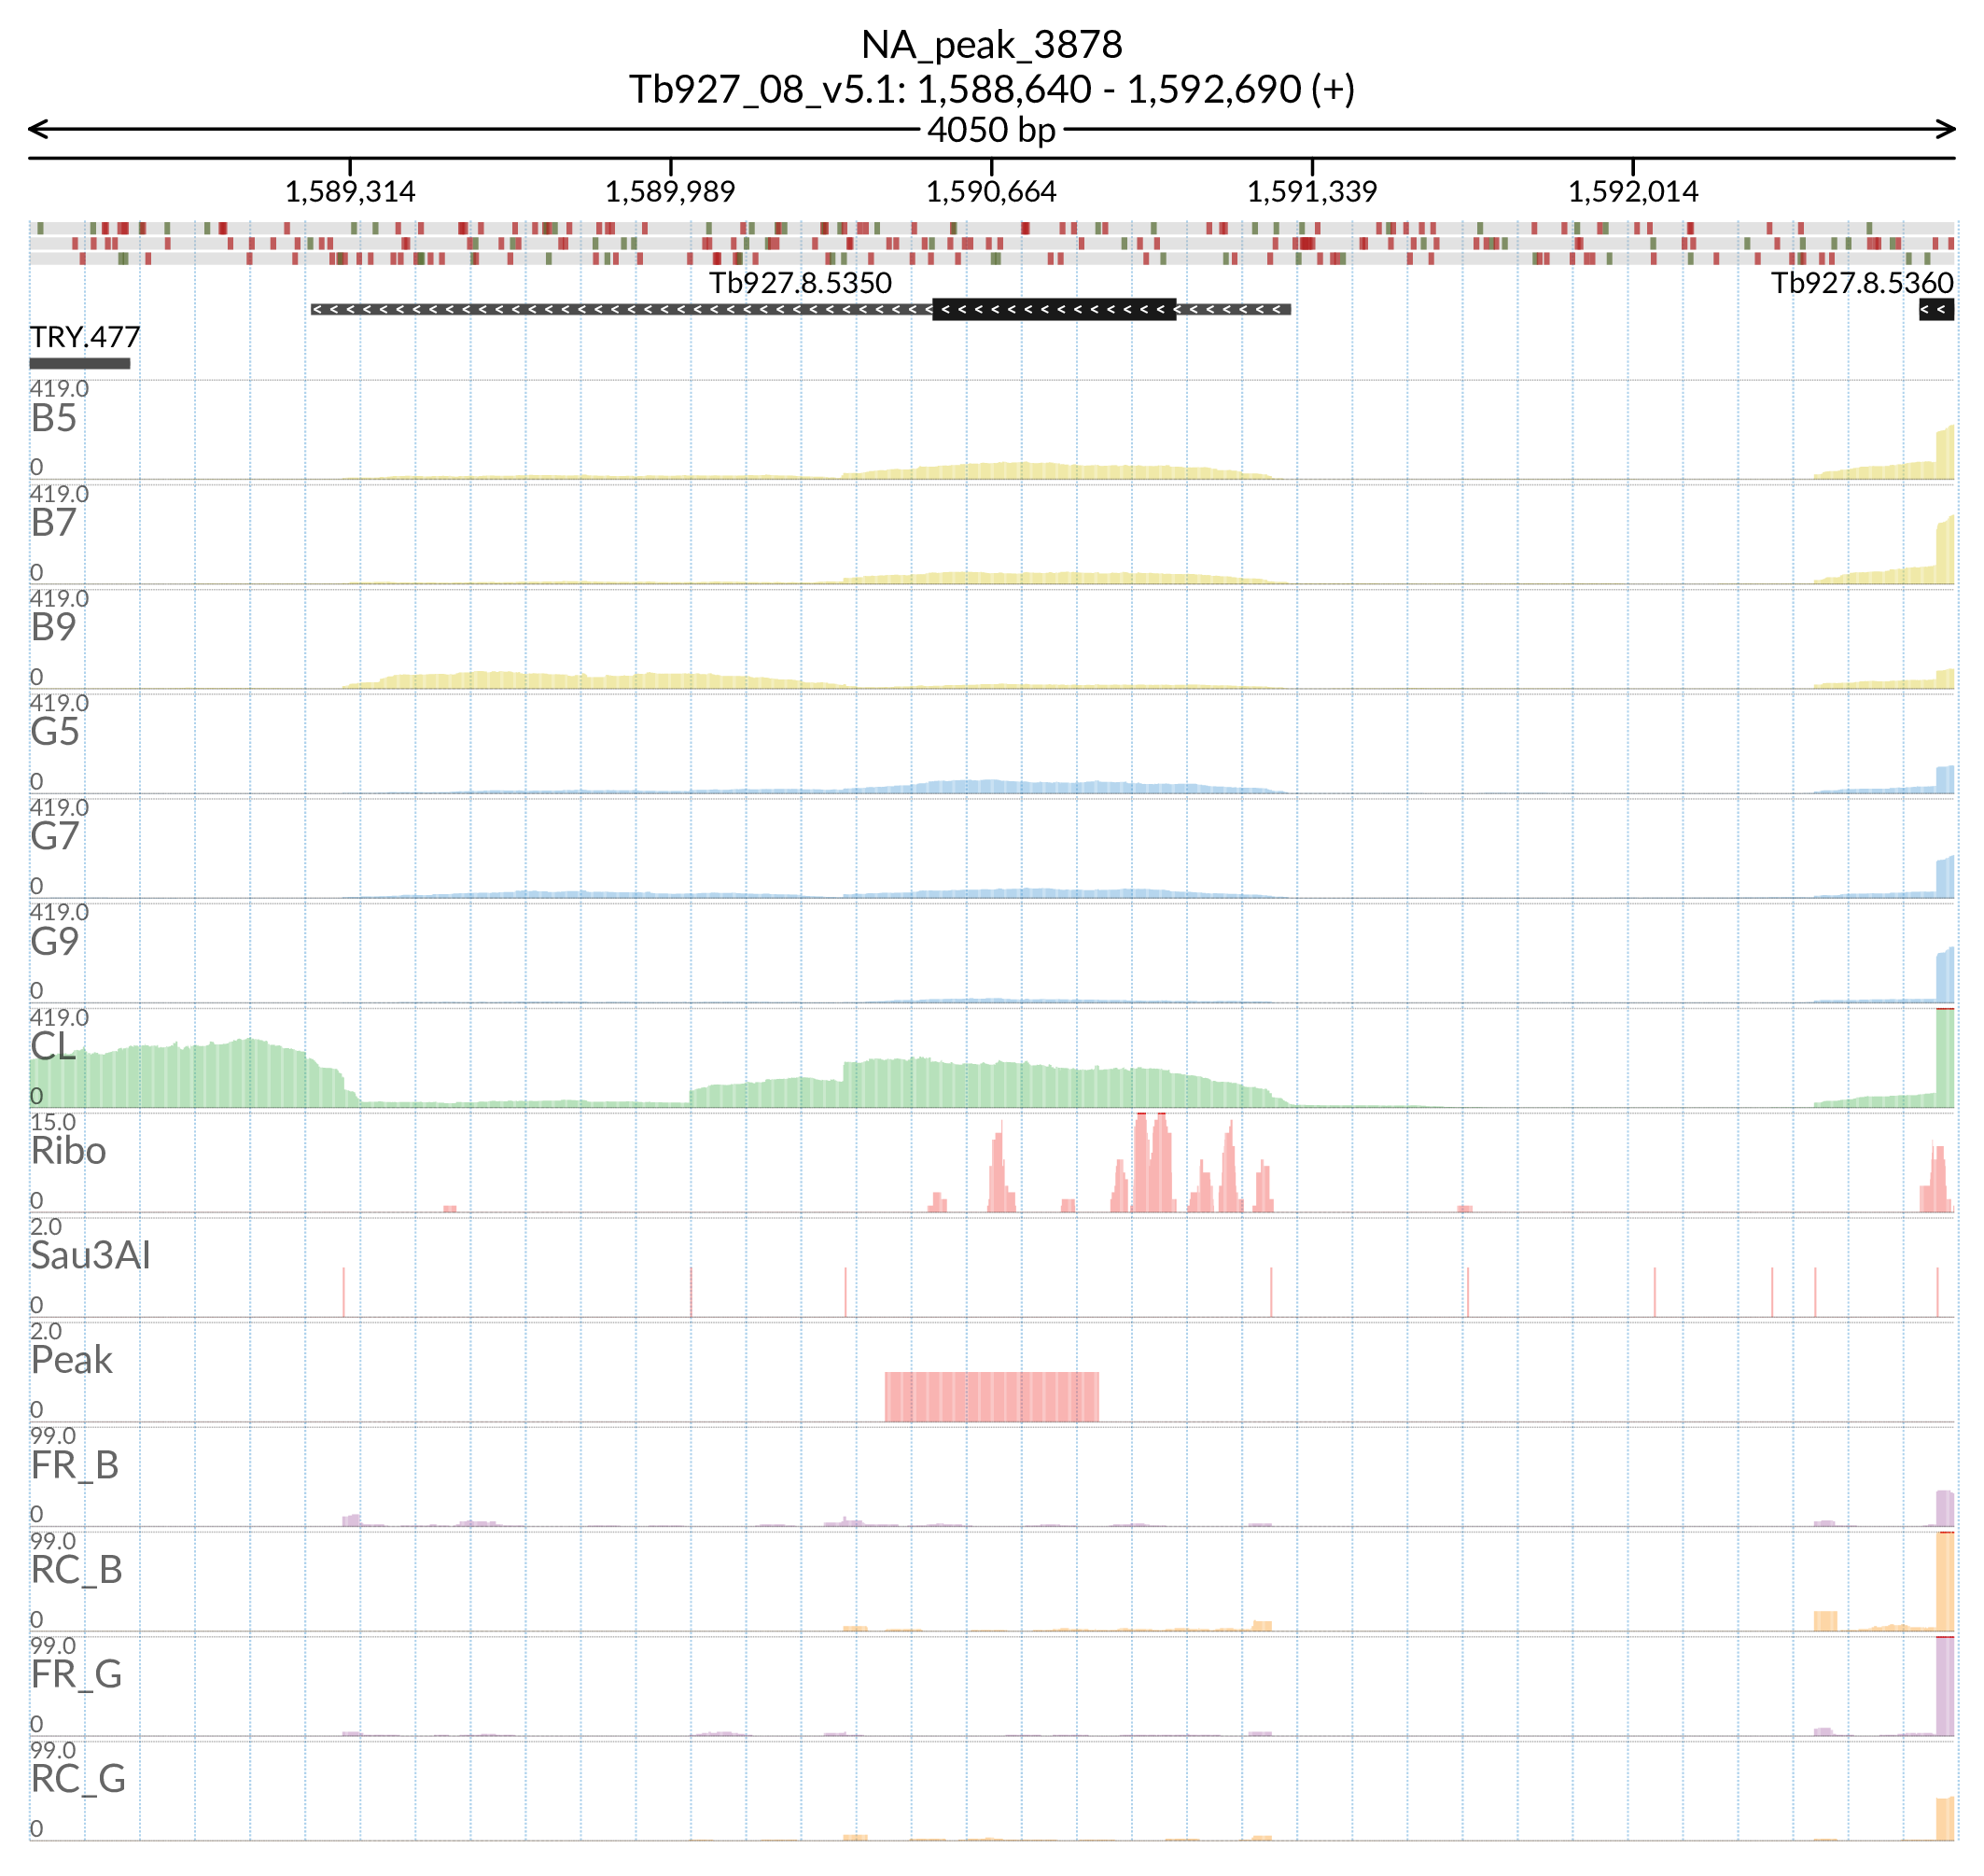 NA_peak_3878
Tb927_08_v5.1: 1,588,640 - 1,592,690 (+)
4050 bp
1,589,314 1,589,989 1,590,664 1,591,339 1,592,014
Tb927.8.5350 Tb927.8.5360
TRY.477
419.0
B5
0
419.0
B7
0
419.0
B9
0
419.0
G5
0
419.0
G7
0
419.0
G9
0
419.0
CL
0
15.0
Ribo
0
2.0
Sau3AI
0
2.0
Peak
0
99.0
FR_B
0
99.0
RC_B
0
99.0
FR_G
0
99.0
RC_G
0